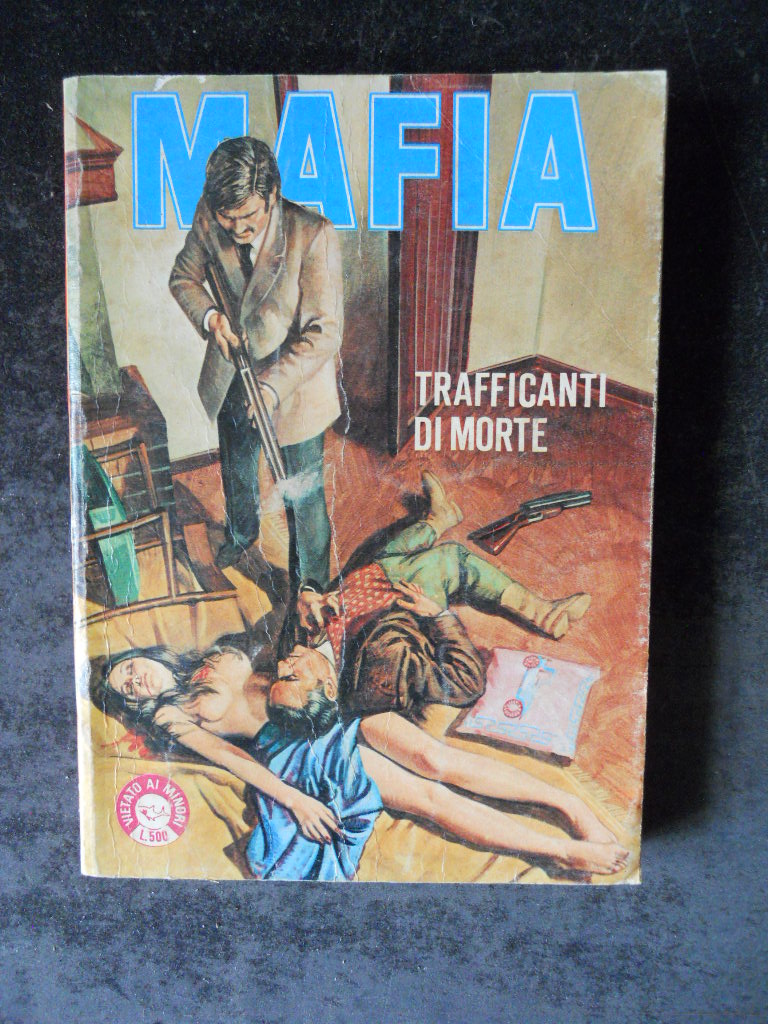 MAFIA
TRAFFICANTI
DI MORTE
VIETATO AI MINORI
L.500